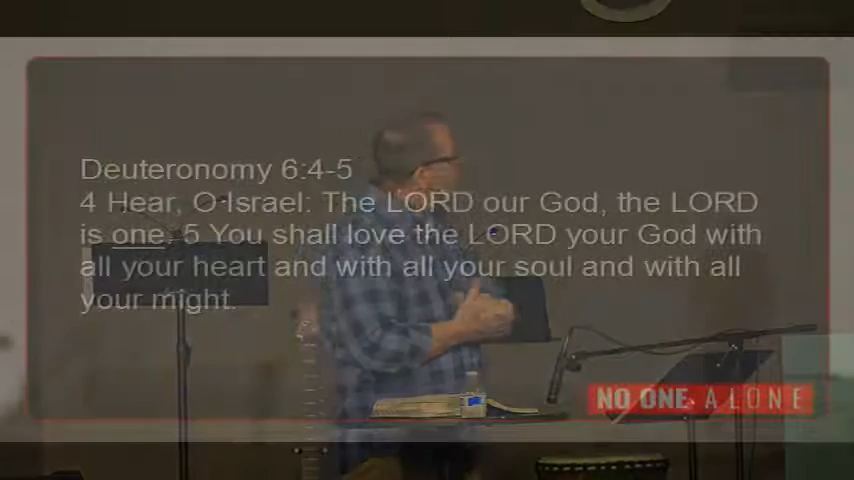 Deuteronomy 6:4-5
4 Hear, O Israel: The LORD our God, the LORD
is one. 5 You shall love the LORD your God with
all your heart and with all your soul and with all
your might.
NO ONE ALONE